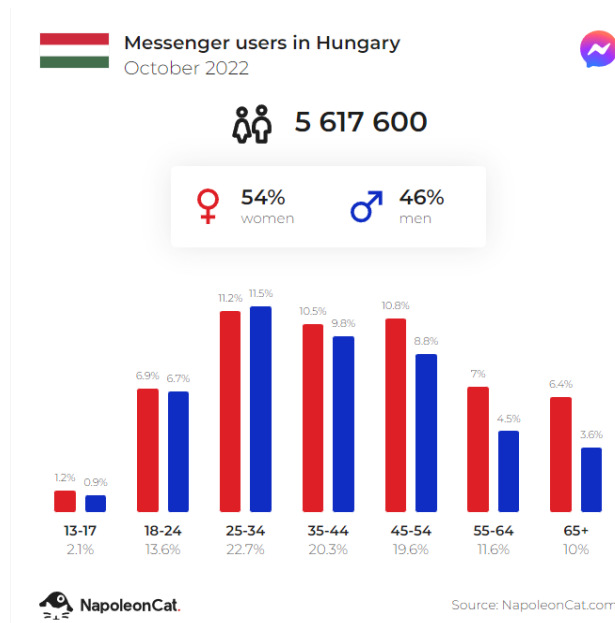 Messenger users in Hungary
October 2022
5 617 600
54%
women
46%
men
11.2% 11.5%
10.5% 9.8%
10.8% 8.8%
6.9% 6.7%
7% 4.5%
6.4% 3.6%
1.2% 0.9%
13-17 18-24 25-34 35-44 45-54 55-64 65+
2.1% 13.6% 22.7% 20.3% 19.6% 11.6% 10%
NapoleonCat.
Source: NapoleonCat.com